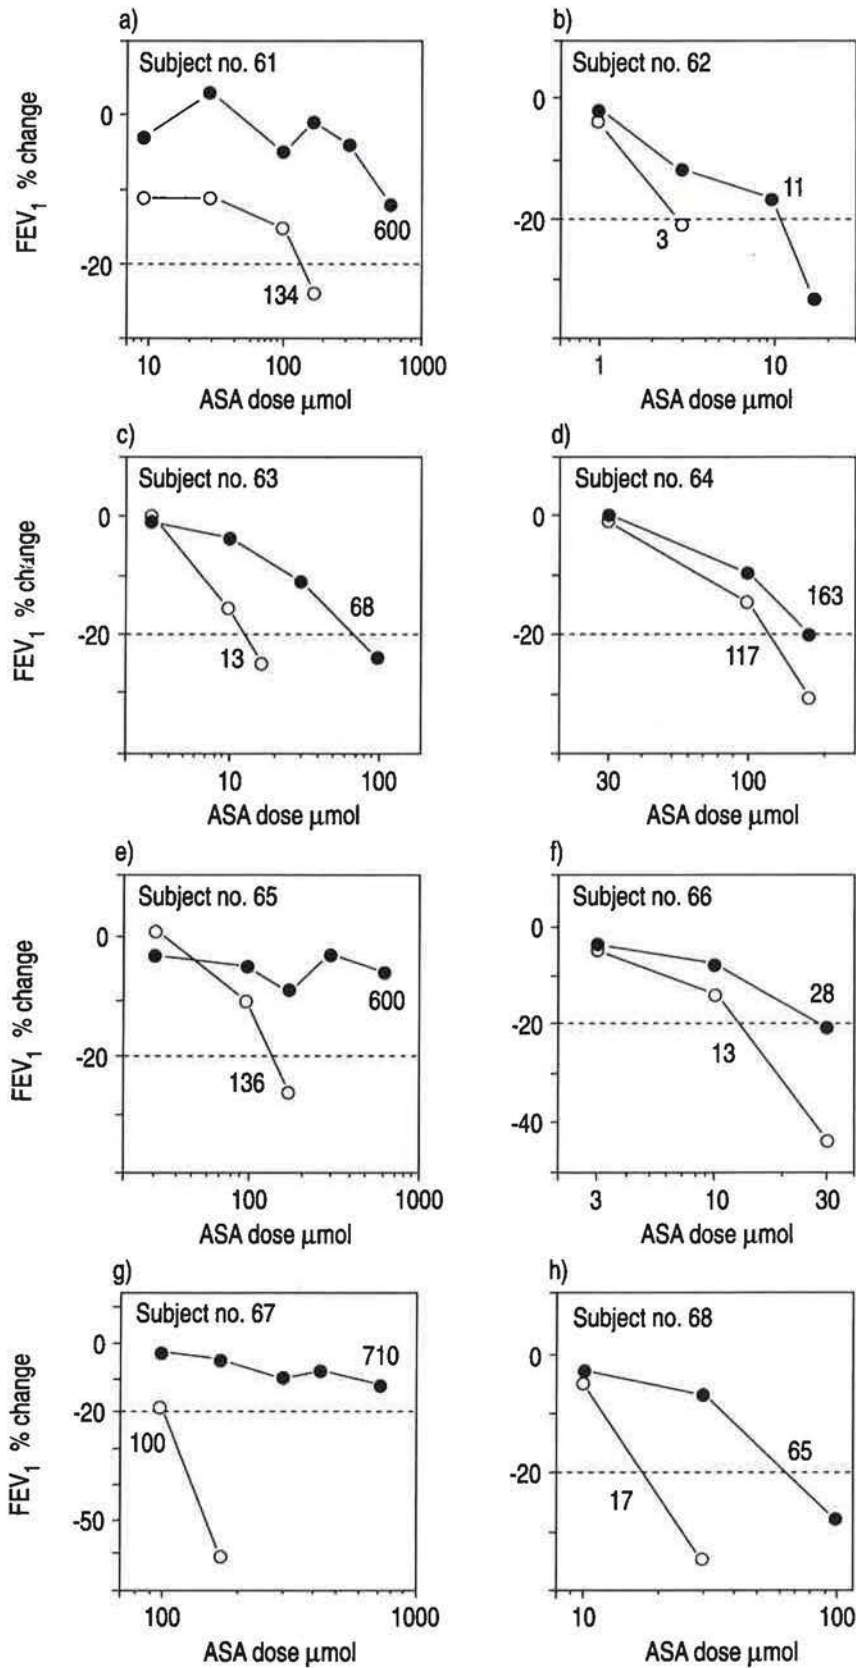 a)
Subject no. 61
FEV1 % change
0
-20
600
134
10 100 1000
ASA dose µmol
b)
Subject no. 62
0
-20
11
3
1 10
ASA dose µmol
c)
Subject no. 63
FEV1 % change
0
-20
68
13
10 100
ASA dose µmol
d)
Subject no. 64
0
-20
163
117
30 100
ASA dose µmol
e)
Subject no. 65
FEV1 % change
0
-20
600
136
100 1000
ASA dose µmol
f)
Subject no. 66
0
-20
-40
28
13
3 10 30
ASA dose µmol
g)
Subject no. 67
FEV1 % change
0
-20
-50
710
100
100 1000
ASA dose µmol
h)
Subject no. 68
0
-20
65
17
10 100
ASA dose µmol